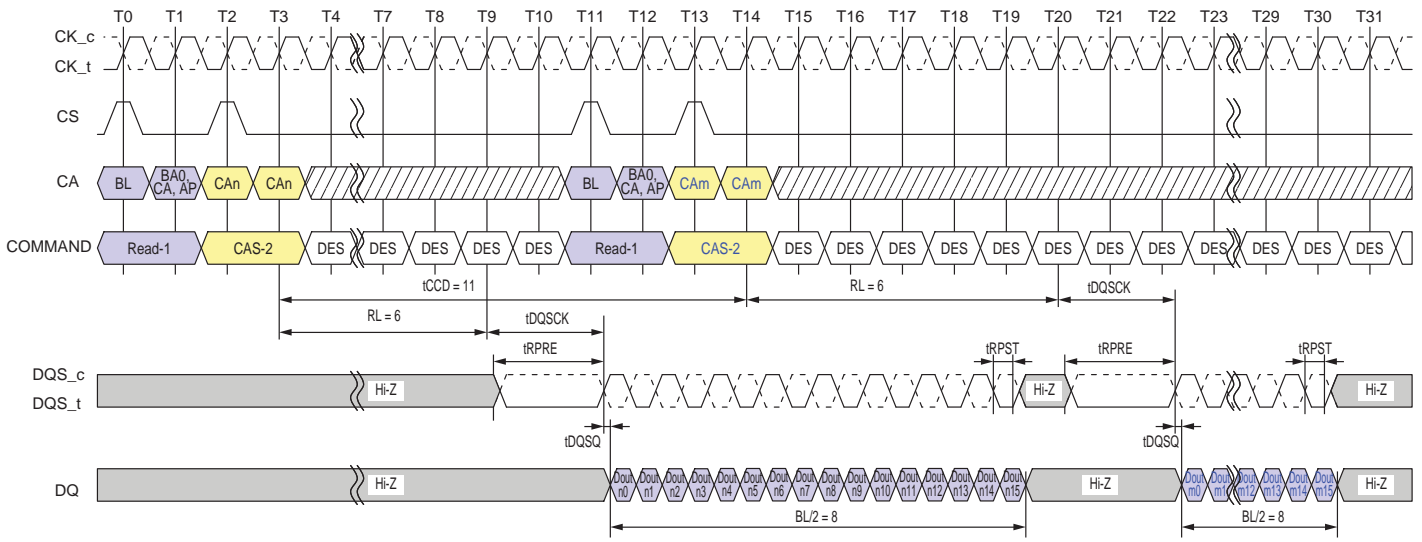 T0 T1 T2 T3 T4 T7 T8 T9 T10 T11 T12 T13 T14 T15 T16 T17 T18 T19 T20 T21 T22 T23 T29 T30 T31
CK_c
CK_t
CS
CA BL BA0, CA, AP CAn CAn BL BA0, CA, AP CAm CAm
COMMAND Read-1 CAS-2 DES DES DES DES DES Read-1 CAS-2 DES DES DES DES DES DES DES DES DES DES DES DES
tCCD = 11 RL = 6 tDQSCK
RL = 6 tDQSCK
tRPRE tRPST tRPRE tRPST
DQS_c
DQS_t
Hi-Z Hi-Z Hi-Z
tDQSQ tDQSQ
DQ Hi-Z Dout n0 Dout n1 Dout n2 Dout n3 Dout n4 Dout n5 Dout n6 Dout n7 Dout n8 Dout n9 Dout n10 Dout n11 Dout n12 Dout n13 Dout n14 Dout n15 Hi-Z Dout m0 Dout m1 Dout m12 Dout m13 Dout m14 Dout m15 Hi-Z
BL/2 = 8 BL/2 = 8